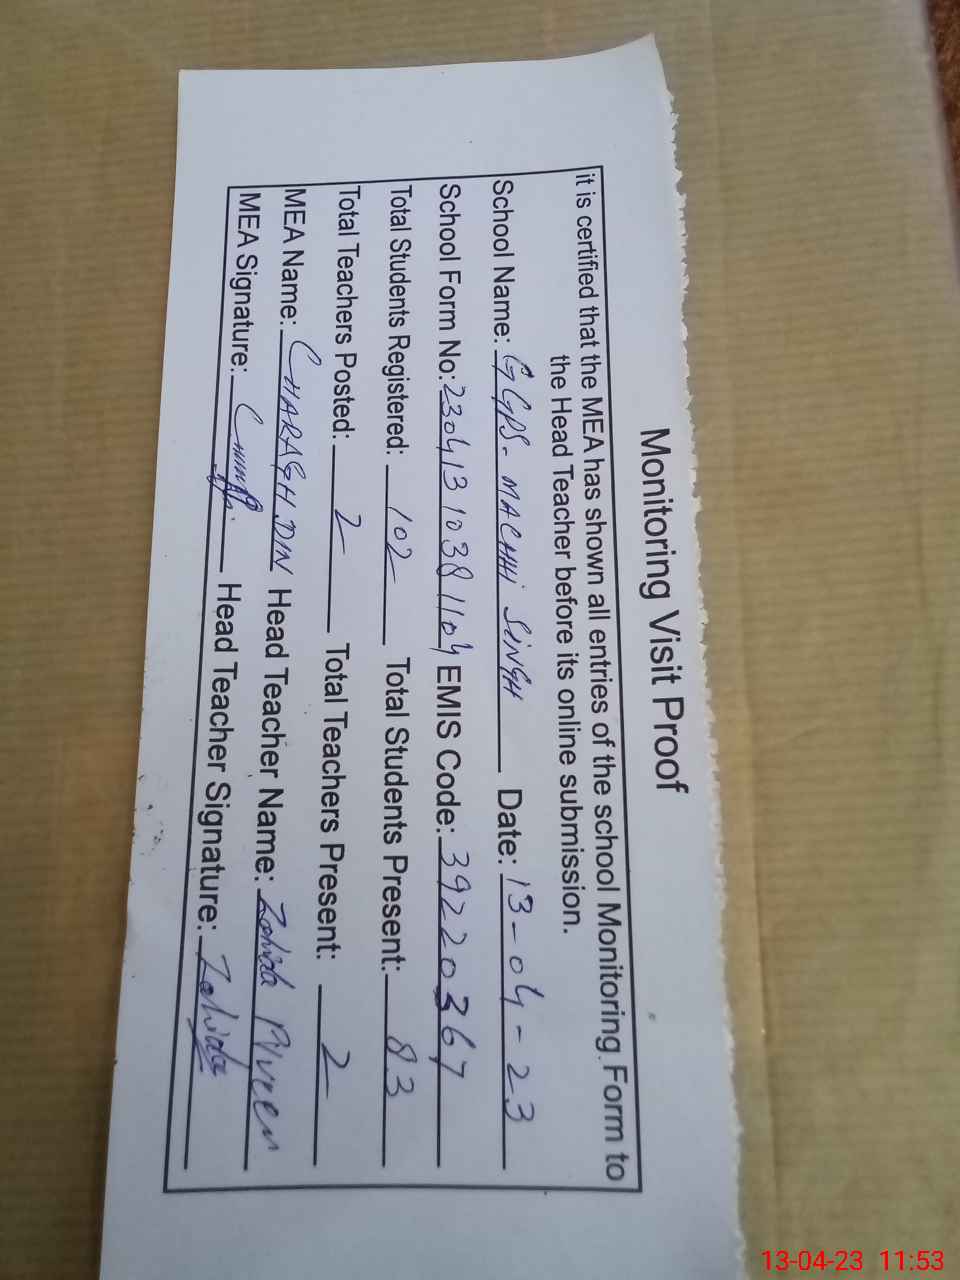 Monitoring Visit Proof
it is certified that the MEA has shown all entries of the school Monitoring Form to
the Head Teacher before its online submission.
School Name: GGPS. MACHHI SINGH Date: 13-04-23
School Form No: 230413103811104 EMIS Code: 39220367
Total Students Registered: 102 Total Students Present: 83
Total Teachers Posted: 2 Total Teachers Present: 2
MEA Name: CHARAGH.DIN Head Teacher Name: Zahida Parveen
MEA Signature: Head Teacher Signature: Zahida
13-04-23 11:53